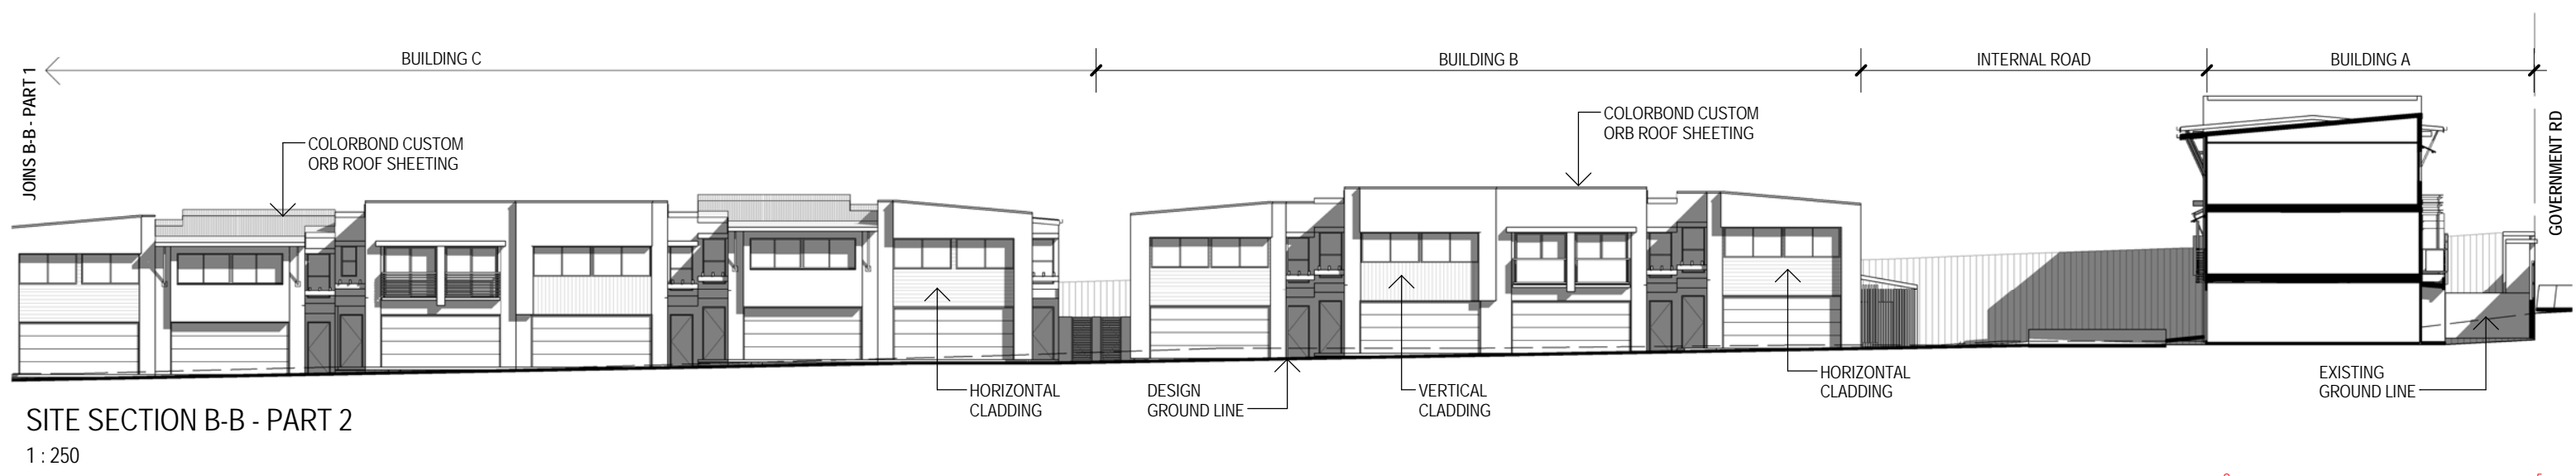 BUILDING C
BUILDING B
INTERNAL ROAD
BUILDING A
JOINS B-B - PART 1
GOVERNMENT RD
COLORBOND CUSTOM
ORB ROOF SHEETING
COLORBOND CUSTOM
ORB ROOF SHEETING
HORIZONTAL
CLADDING
DESIGN
GROUND LINE
VERTICAL
CLADDING
HORIZONTAL
CLADDING
EXISTING
GROUND LINE
SITE SECTION B-B - PART 2
1 : 250